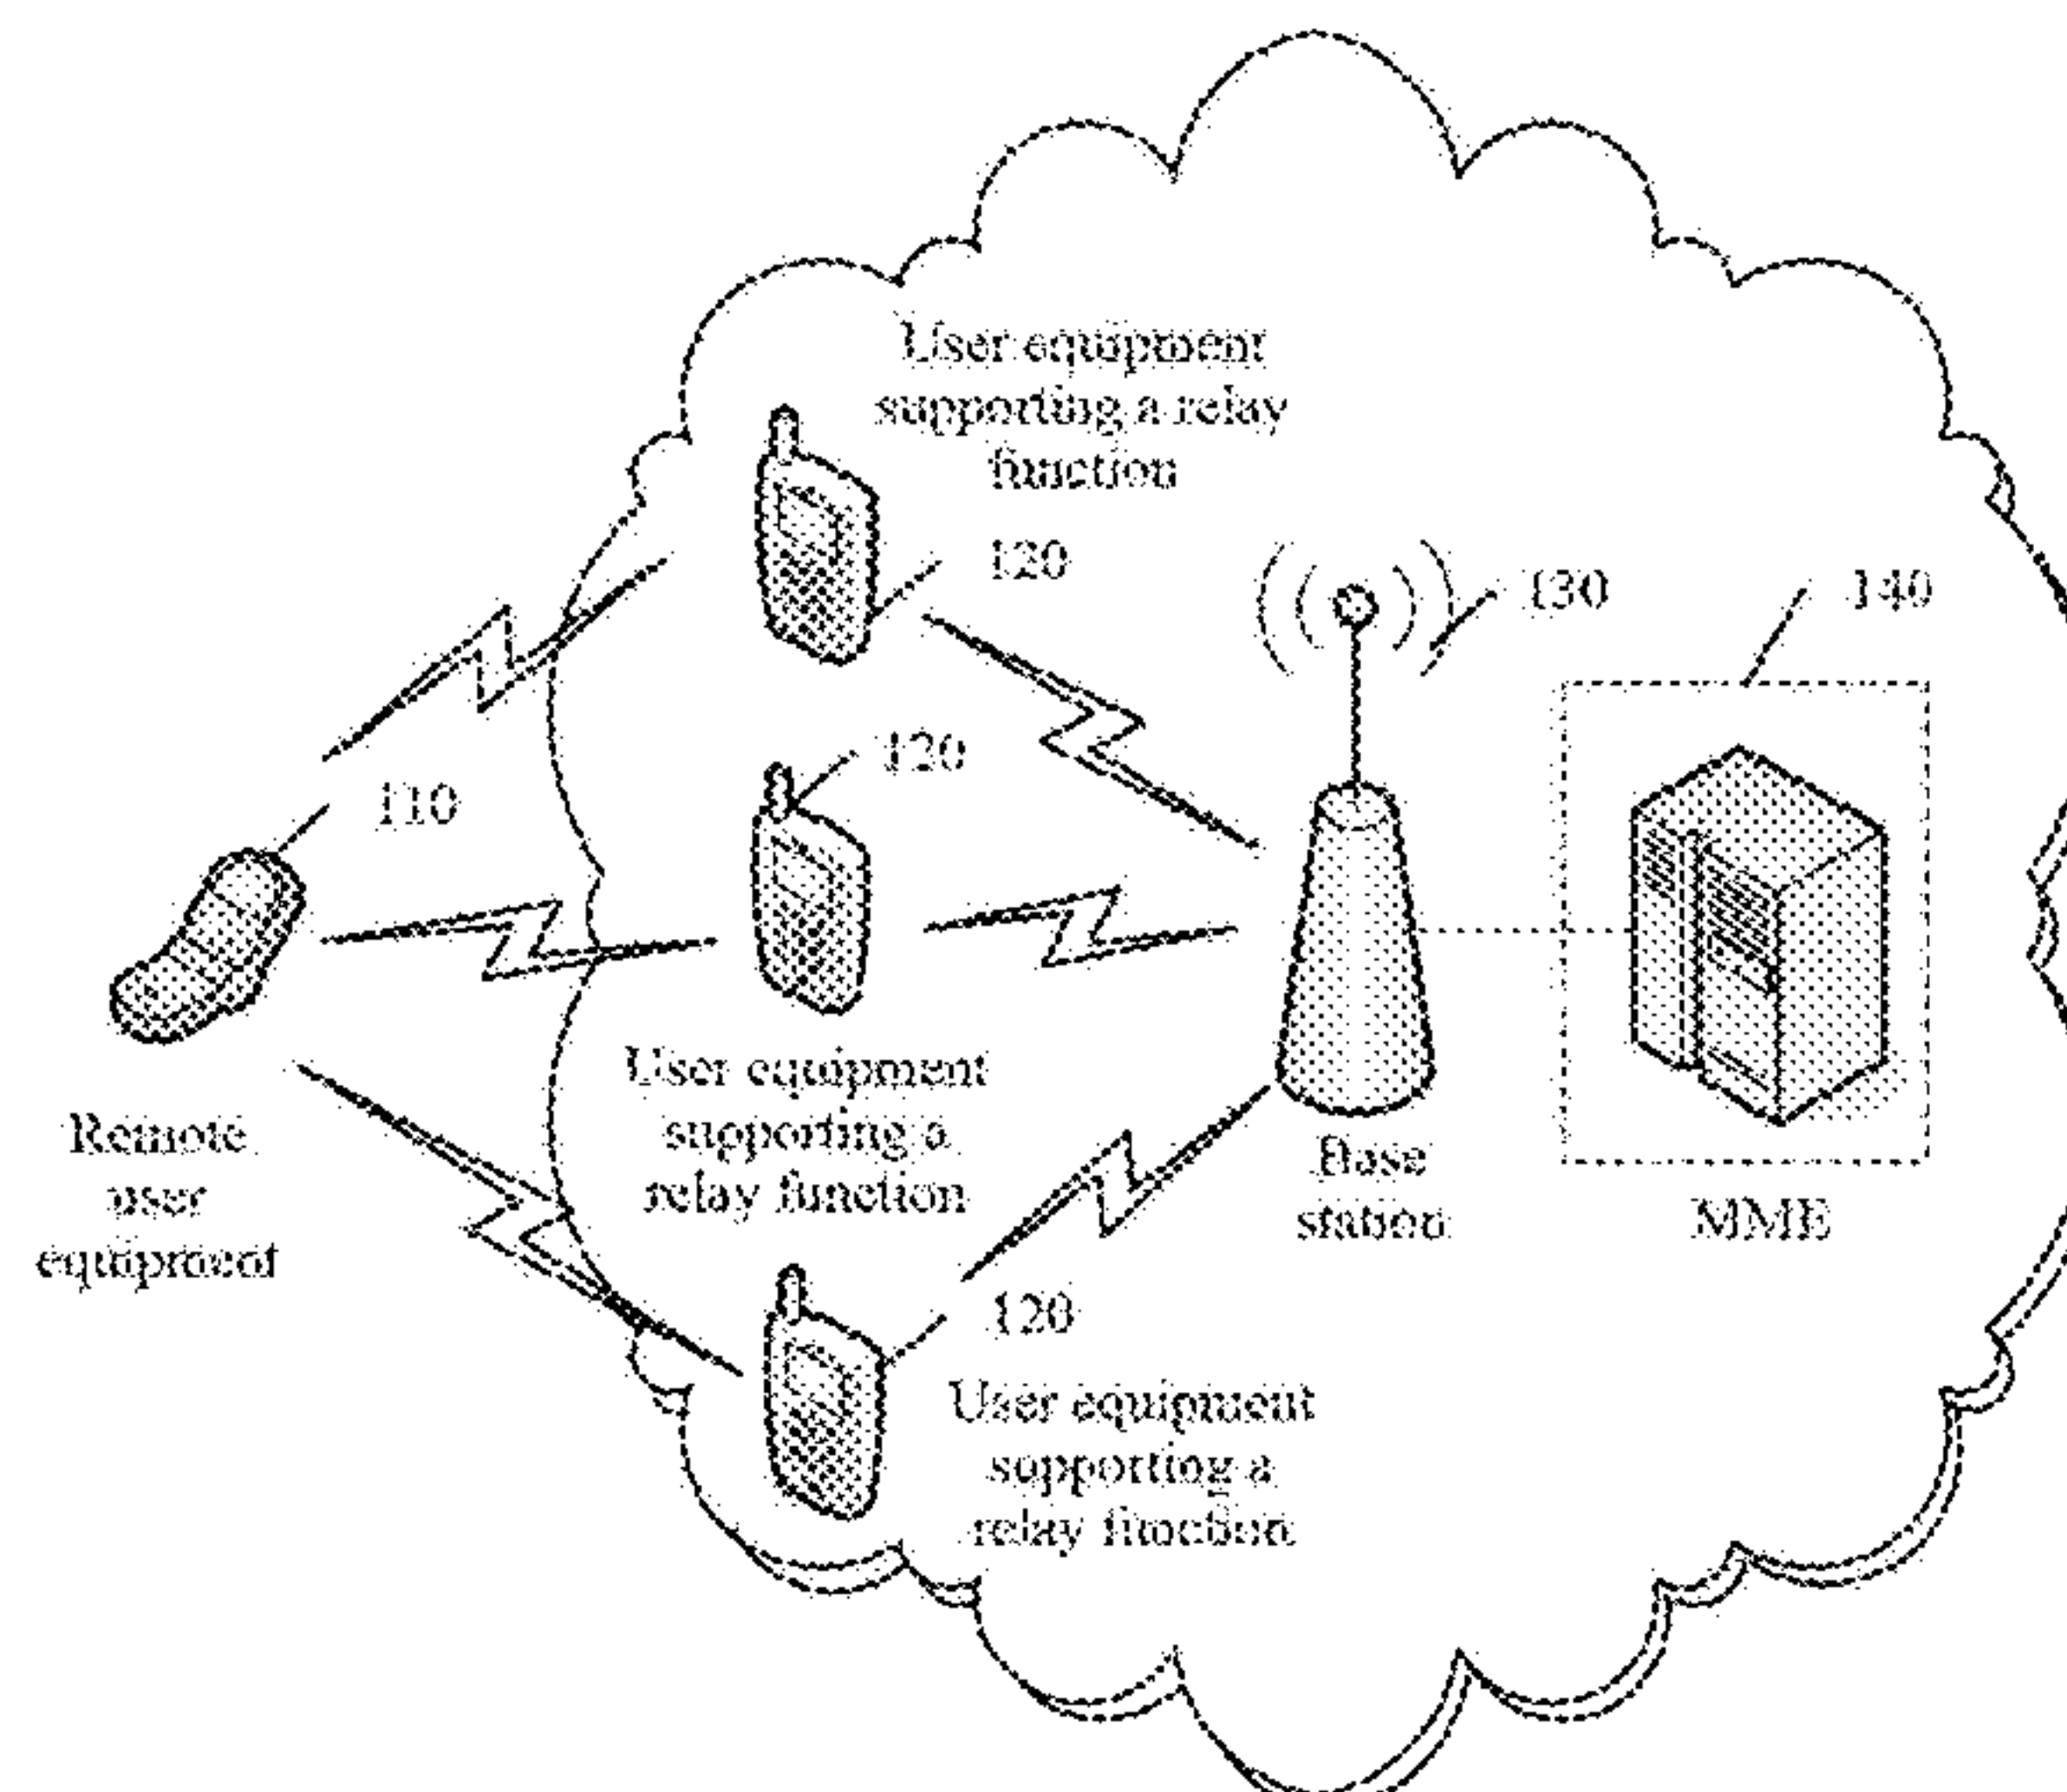 User equipment
supporting a relay
function
120
130
140
120
110
User equipment
supporting a
relay function
Remote
user
equipment
Base
station
MME
120
User equipment
supporting a
relay function